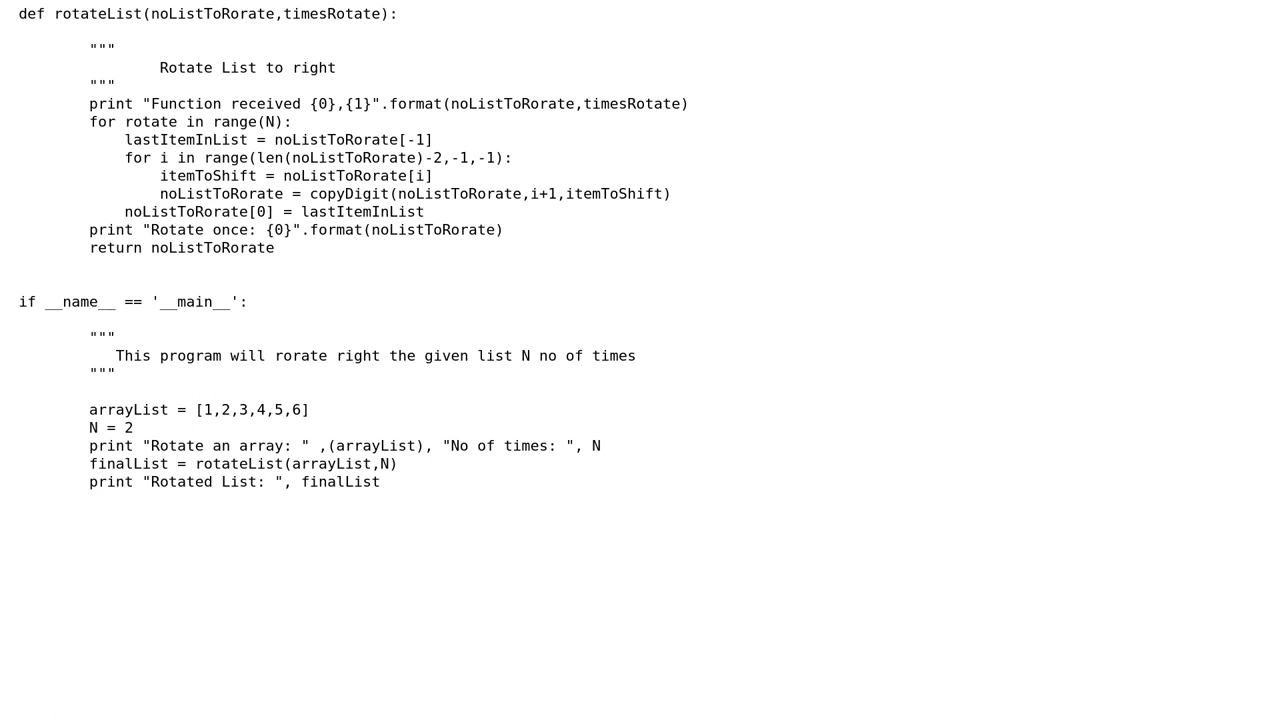 def rotateList(noListToRorate,timesRotate):
"""
Rotate List to right
"""
print "Function received {0},{1}".format(noListToRorate,timesRotate)
for rotate in range(N):
lastItemInList = noListToRorate[-1]
for i in range(len(noListToRorate)-2,-1,-1):
itemToShift = noListToRorate[i]
noListToRorate = copyDigit(noListToRorate,i+1,itemToShift)
noListToRorate[0] = lastItemInList
print "Rotate once: {0}".format(noListToRorate)
return noListToRorate
if __name__ == '__main__':
"""
This program will rorate right the given list N no of times
"""
arrayList = [1,2,3,4,5,6]
N = 2
print "Rotate an array: " ,(arrayList), "No of times: ", N
finalList = rotateList(arrayList,N)
print "Rotated List: ", finalList